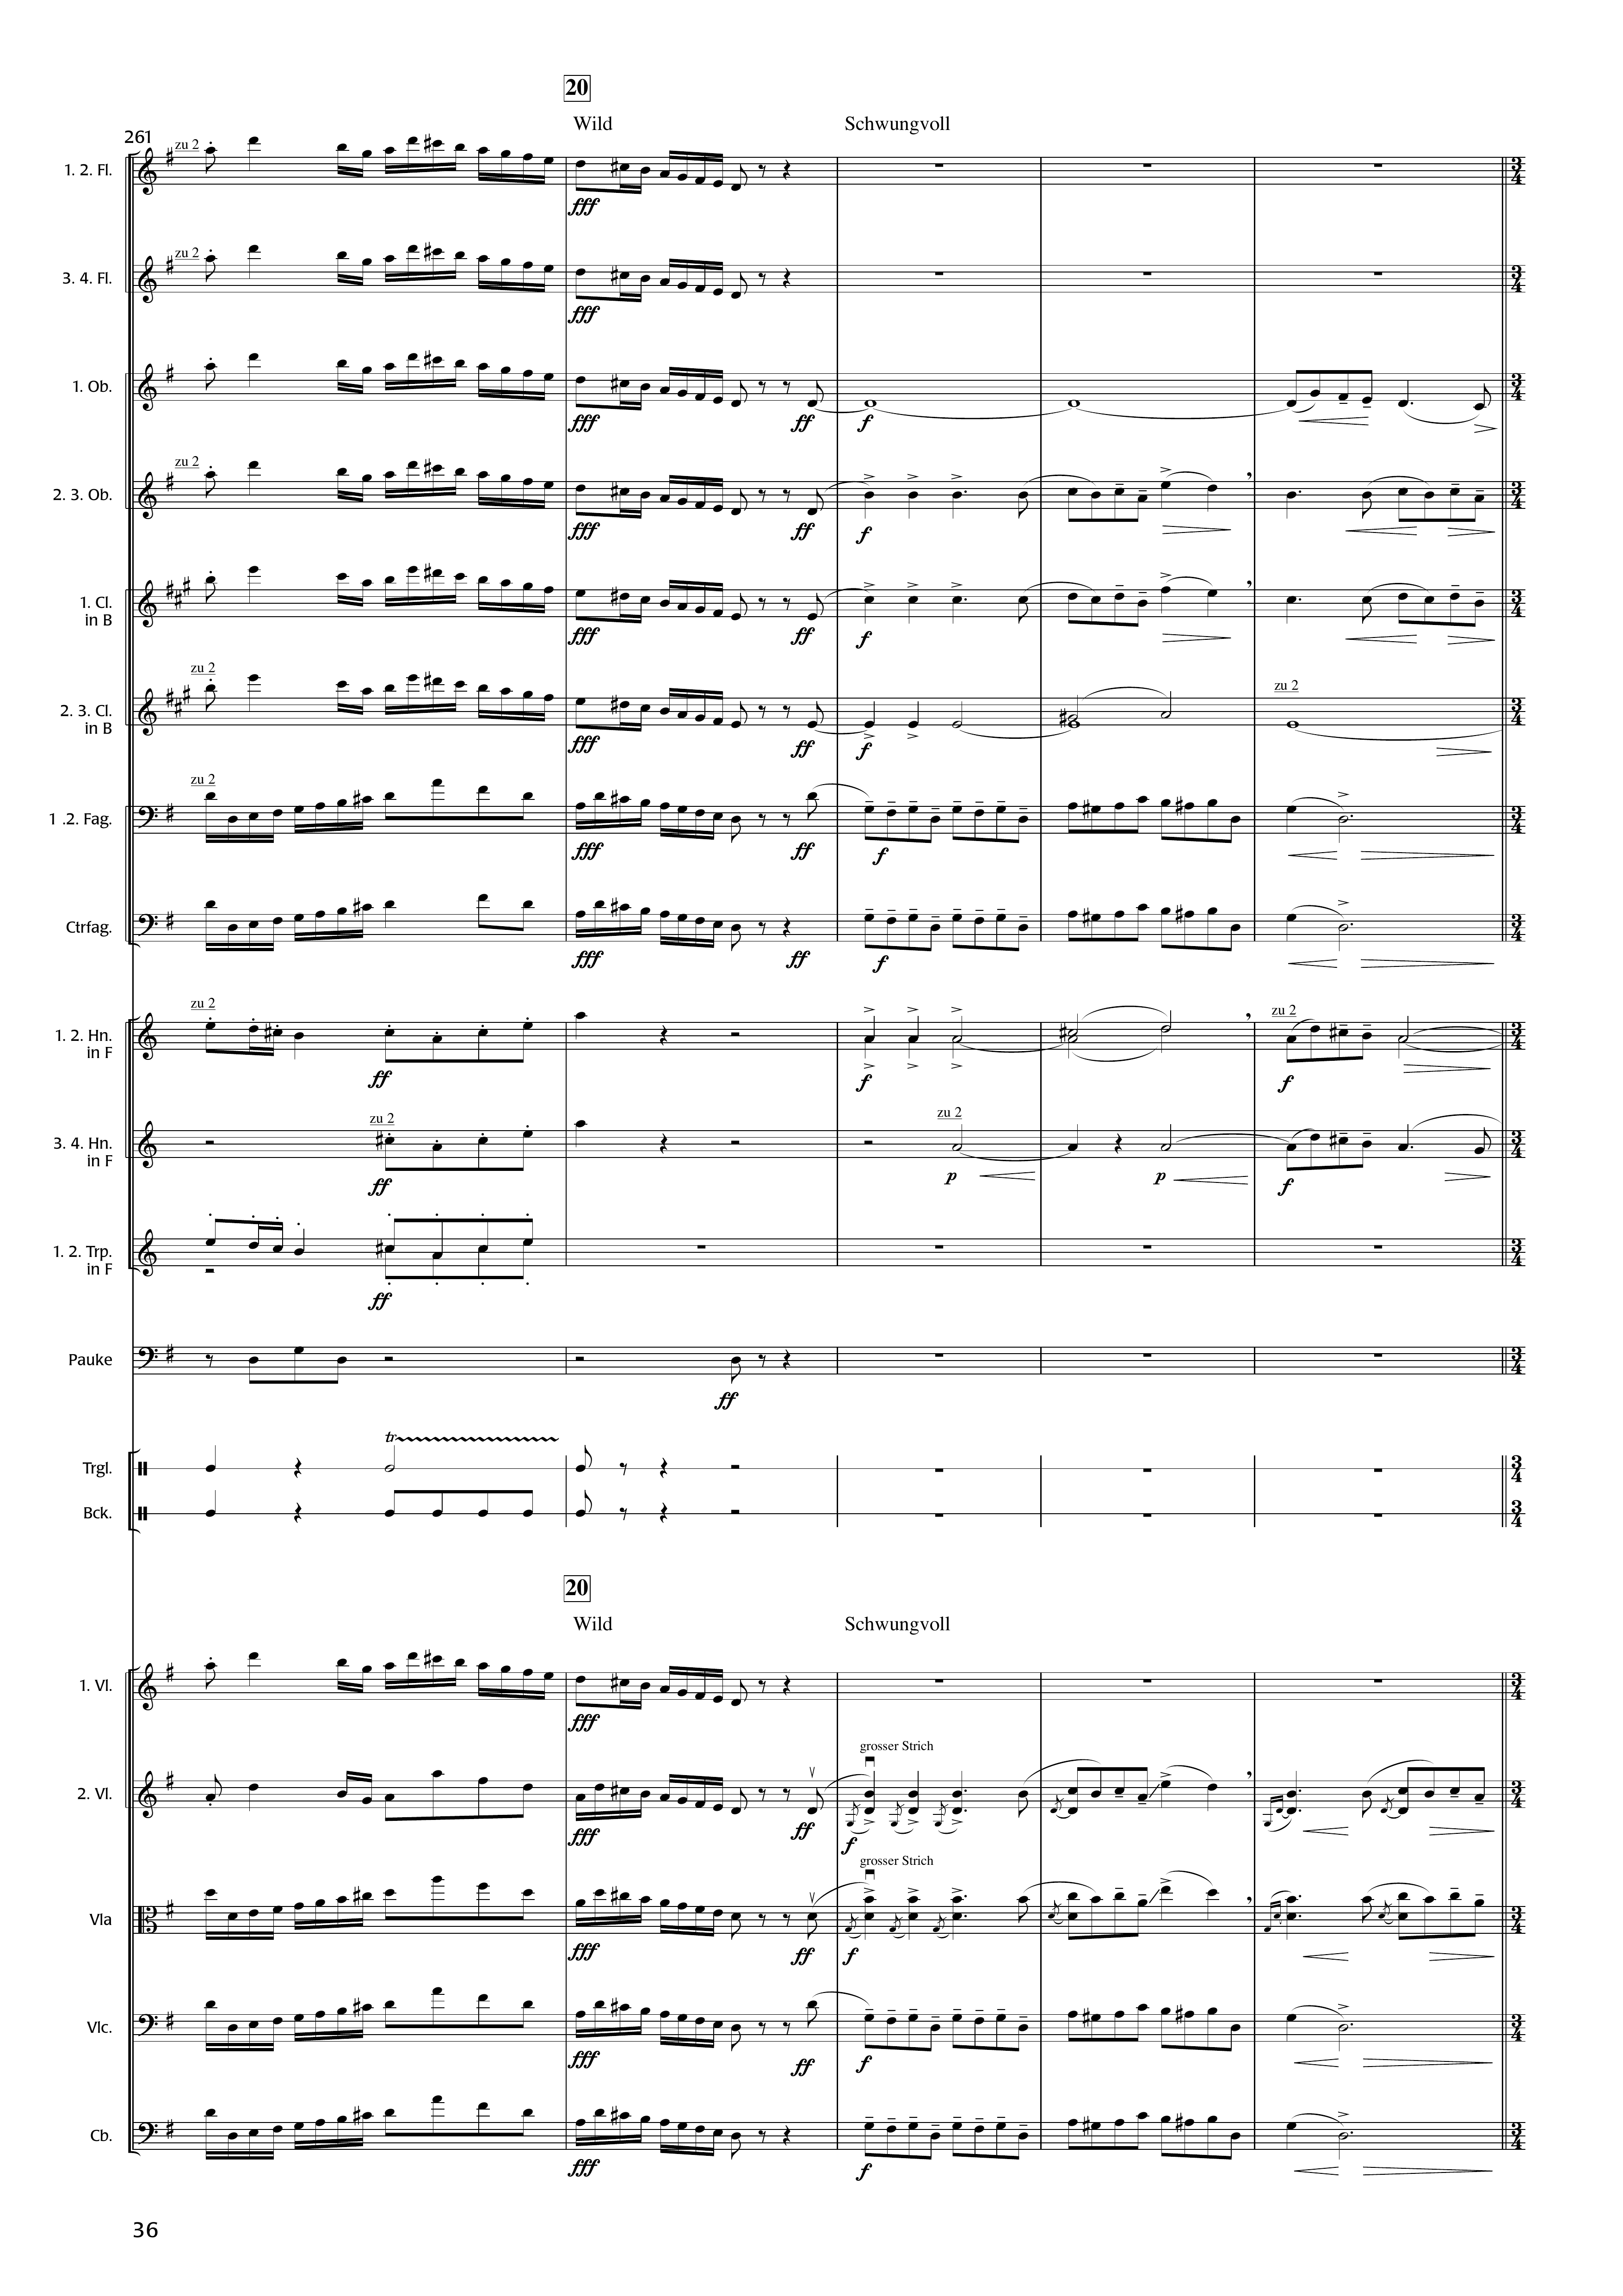 20
Wild
Schwungvoll
261
zu 2
1. 2. Fl.
fff
zu 2
3. 4. Fl.
fff
1. Ob.
fff
ff
f
zu 2
2. 3. Ob.
fff
ff
f
1. Cl.
in B
fff
ff
f
zu 2
zu 2
2. 3. Cl.
in B
fff
ff
f
zu 2
1 .2. Fag.
fff
ff
f
Ctrfag.
fff
ff
f
zu 2
zu 2
1. 2. Hn.
in F
ff
f
f
zu 2
zu 2
3. 4. Hn.
in F
ff
p
p
f
1. 2. Trp.
in F
ff
Pauke
ff
tr
Trgl.
Bck.
20
Wild
Schwungvoll
1. Vl.
fff
grosser Strich
2. Vl.
fff
ff
f
grosser Strich
Vla
fff
ff
f
Vlc.
fff
ff
f
Cb.
fff
f
3
4
36